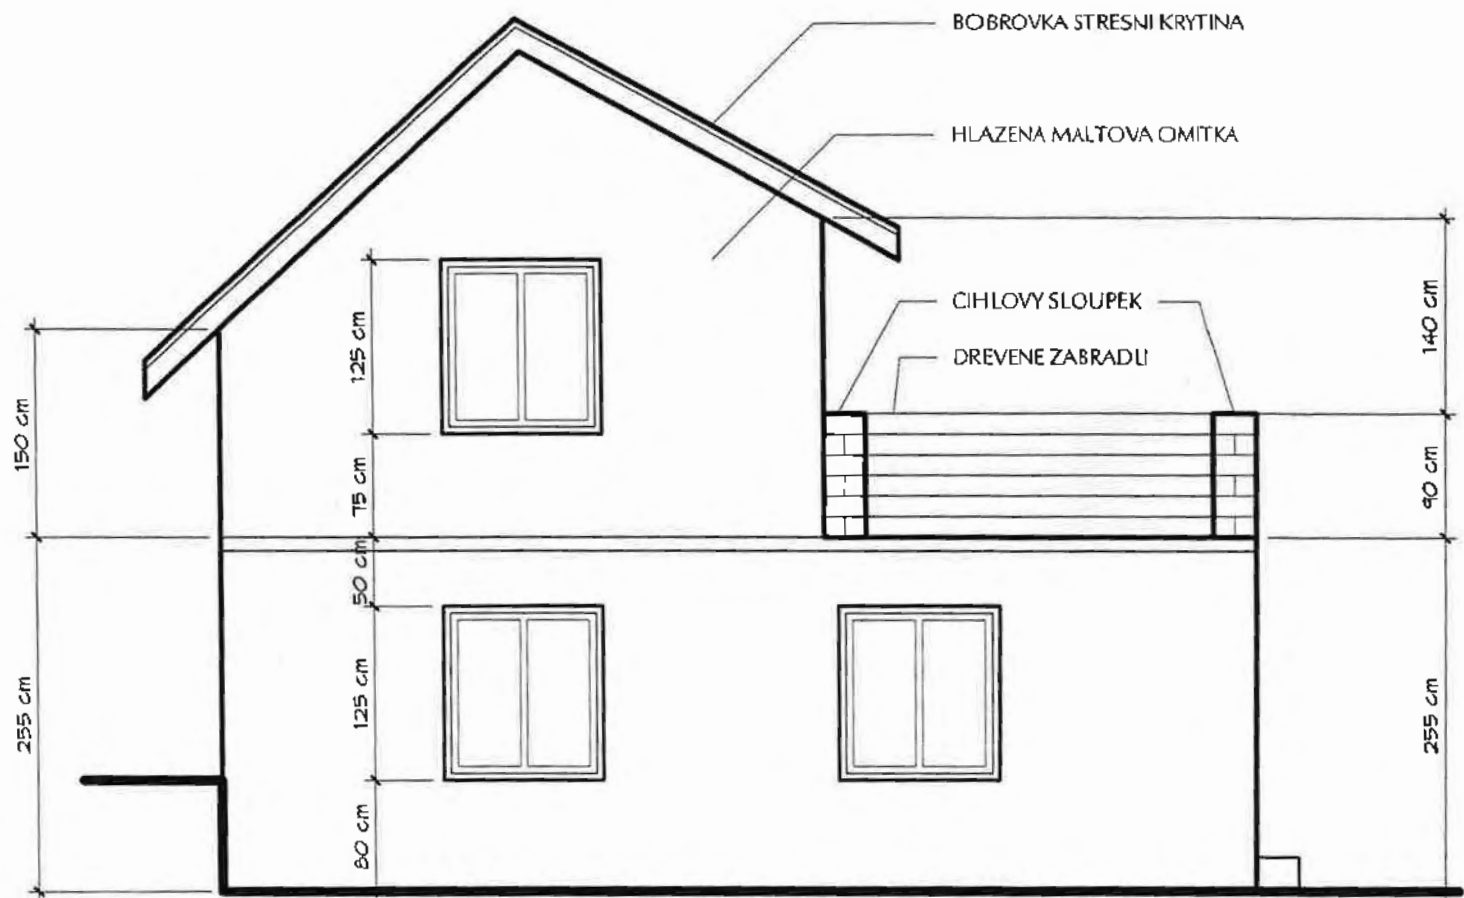 BOBROVKA STRESNI KRYTINA
HLAZENA MALTOVA OMITKA
CIHLOVY SLOUPEK
DREVENE ZABRADLI
150 cm
255 cm
125 cm
75 cm
50 cm
125 cm
80 cm
140 cm
90 cm
255 cm